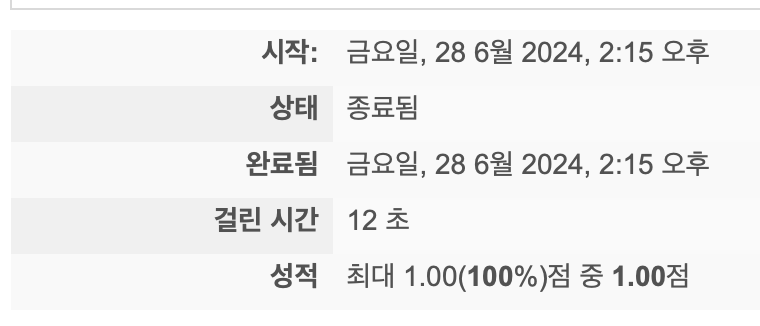 시작: 금요일, 28 6월 2024, 2:15 오후
상태 종료됨
완료됨 금요일, 28 6월 2024, 2:15 오후
걸린 시간 12 초
성적 최대 1.00(100%)점 중 1.00점